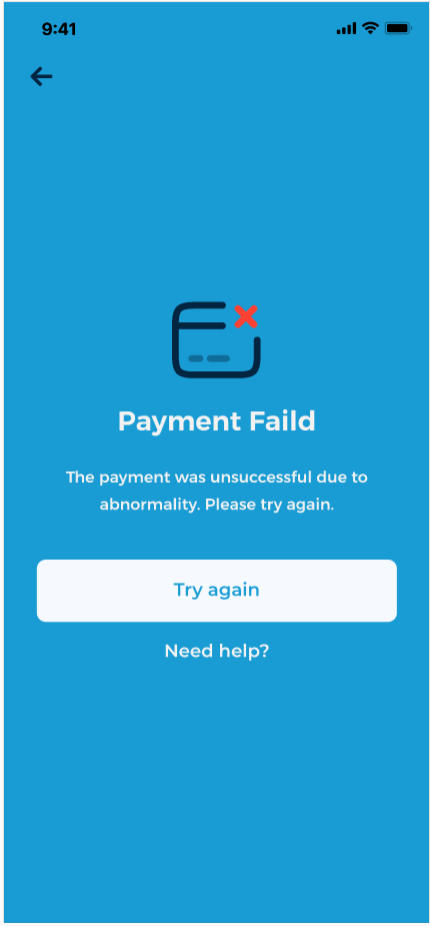 9:41
Payment Faild
The payment was unsuccessful due to
abnormality. Please try again.
Try again
Need help?